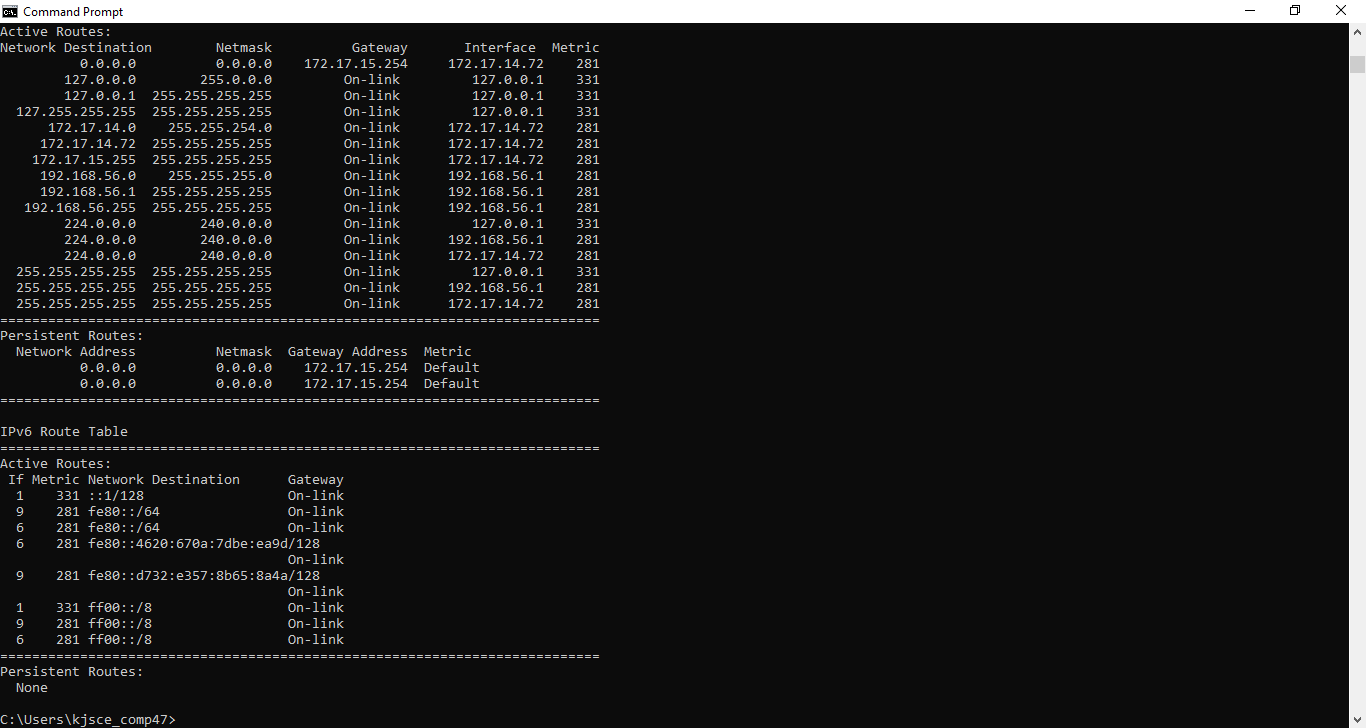 Command Prompt
Active Routes:
Network Destination        Netmask          Gateway       Interface  Metric
          0.0.0.0          0.0.0.0    172.17.15.254     172.17.14.72    281
        127.0.0.0        255.0.0.0         On-link         127.0.0.1    331
        127.0.0.1  255.255.255.255         On-link         127.0.0.1    331
  127.255.255.255  255.255.255.255         On-link         127.0.0.1    331
      172.17.14.0    255.255.254.0         On-link      172.17.14.72    281
     172.17.14.72  255.255.255.255         On-link      172.17.14.72    281
    172.17.15.255  255.255.255.255         On-link      172.17.14.72    281
     192.168.56.0    255.255.255.0         On-link      192.168.56.1    281
     192.168.56.1  255.255.255.255         On-link      192.168.56.1    281
   192.168.56.255  255.255.255.255         On-link      192.168.56.1    281
        224.0.0.0        240.0.0.0         On-link         127.0.0.1    331
        224.0.0.0        240.0.0.0         On-link      192.168.56.1    281
        224.0.0.0        240.0.0.0         On-link      172.17.14.72    281
  255.255.255.255  255.255.255.255         On-link         127.0.0.1    331
  255.255.255.255  255.255.255.255         On-link      192.168.56.1    281
  255.255.255.255  255.255.255.255         On-link      172.17.14.72    281
===========================================================================
Persistent Routes:
  Network Address          Netmask  Gateway Address  Metric
          0.0.0.0          0.0.0.0    172.17.15.254  Default
          0.0.0.0          0.0.0.0    172.17.15.254  Default
===========================================================================
IPv6 Route Table
===========================================================================
Active Routes:
 If Metric Network Destination      Gateway
  1    331 ::1/128                  On-link
  9    281 fe80::/64                On-link
  6    281 fe80::/64                On-link
  6    281 fe80::4620:670a:7dbe:ea9d/128
                                    On-link
  9    281 fe80::d732:e357:8b65:8a4a/128
                                    On-link
  1    331 ff00::/8                 On-link
  9    281 ff00::/8                 On-link
  6    281 ff00::/8                 On-link
===========================================================================
Persistent Routes:
  None
C:\Users\kjsce_comp47>